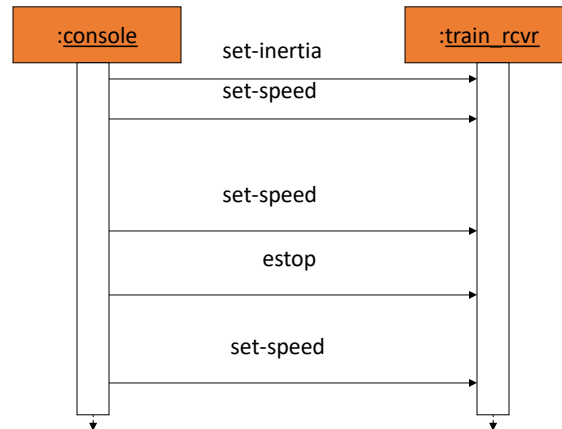 :console
:train_rcvr
set-inertia
set-speed
set-speed
estop
set-speed